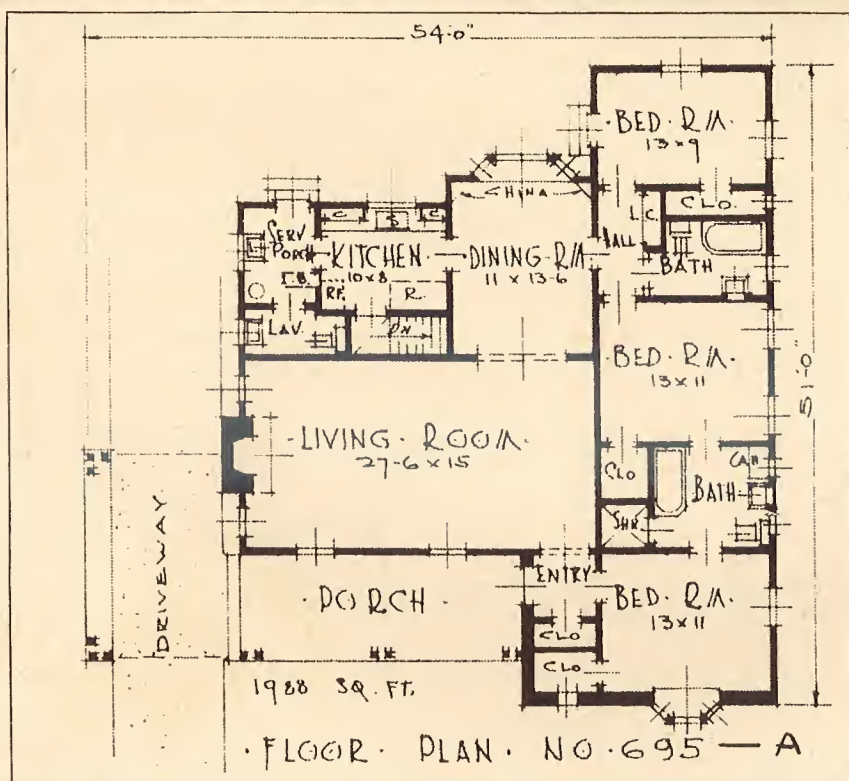 54'-0"
· BED · RM ·
13 x 9
CHINA
CLO.
L.C.
C
S
C
SERV
PORCH
· KITCHEN ·
10 x 8
· DINING · RM
11 x 13-6
HALL
BATH
T.B.
RF.
R.
LAV.
DN
· BED · RM ·
13 x 11
51'-0"
· LIVING · ROOM ·
27-6 x 15
CLO
BATH
SHR
DRIVEWAY
ENTRY
· PORCH ·
· BED · RM ·
13 x 11
CLO
CLO
1988 SQ. FT.
· FLOOR · PLAN · NO · 695 — A